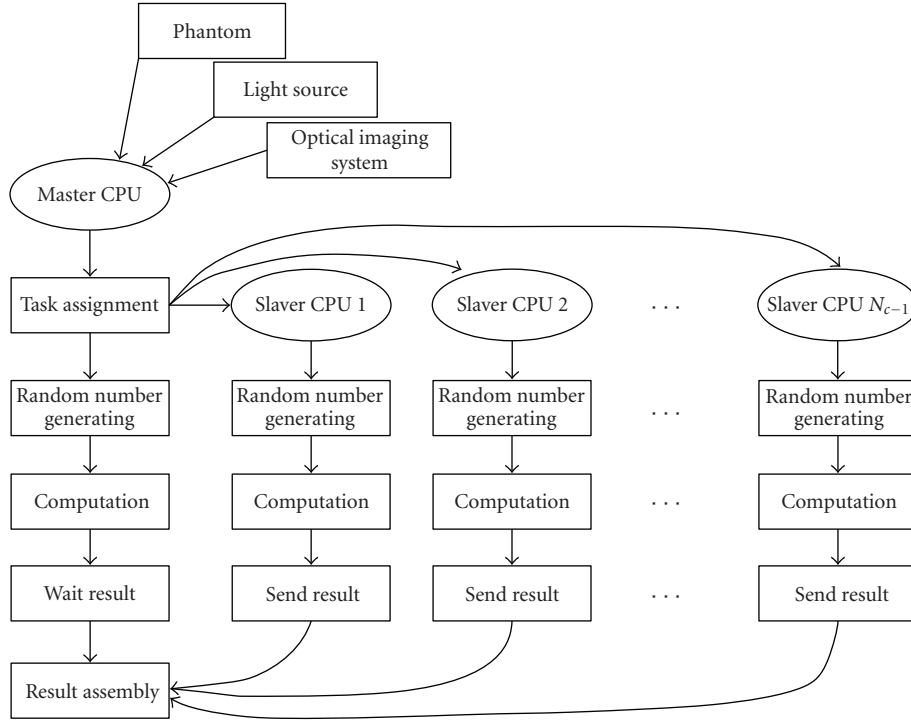 Phantom
Light source
Optical imaging
system
Master CPU
Task assignment
Slaver CPU 1
Slaver CPU 2
. . .
Slaver CPU N_{c−1}
Random number
generating
Random number
generating
Random number
generating
. . .
Random number
generating
Computation
Computation
Computation
. . .
Computation
Wait result
Send result
Send result
. . .
Send result
Result assembly